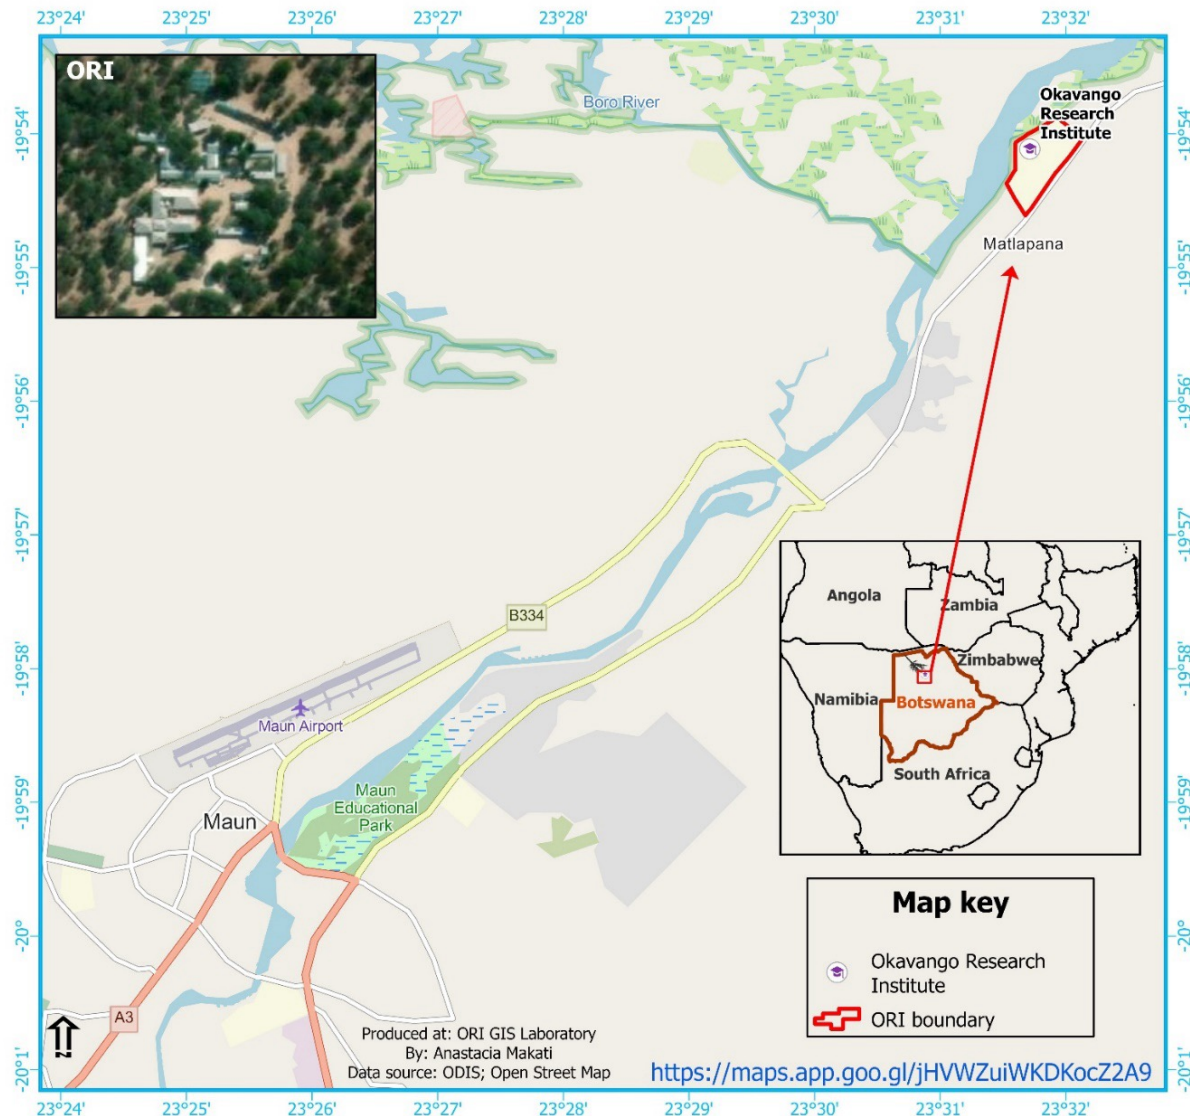 23°24' 23°25' 23°26' 23°27' 23°28' 23°29' 23°30' 23°31' 23°32'
ORI
Boro River
Okavango
Research
Institute
Matlapana
-19°54'
-19°55'
-19°56'
-19°57'
-19°58'
-19°59'
-20°
-20°1'
-19°54'
-19°55'
-19°56'
-19°57'
-19°58'
-19°59'
-20°
-20°1'
B334
Maun Airport
Maun
Educational
Park
Maun
A3
Angola
Zambia
Zimbabwe
Namibia
Botswana
South Africa
Map key
Okavango Research
Institute
ORI boundary
N
Produced at: ORI GIS Laboratory
By: Anastacia Makati
Data source: ODIS; Open Street Map
https://maps.app.goo.gl/jHVWZuiWKDKocZ2A9
23°24' 23°25' 23°26' 23°27' 23°28' 23°29' 23°30' 23°31' 23°32'